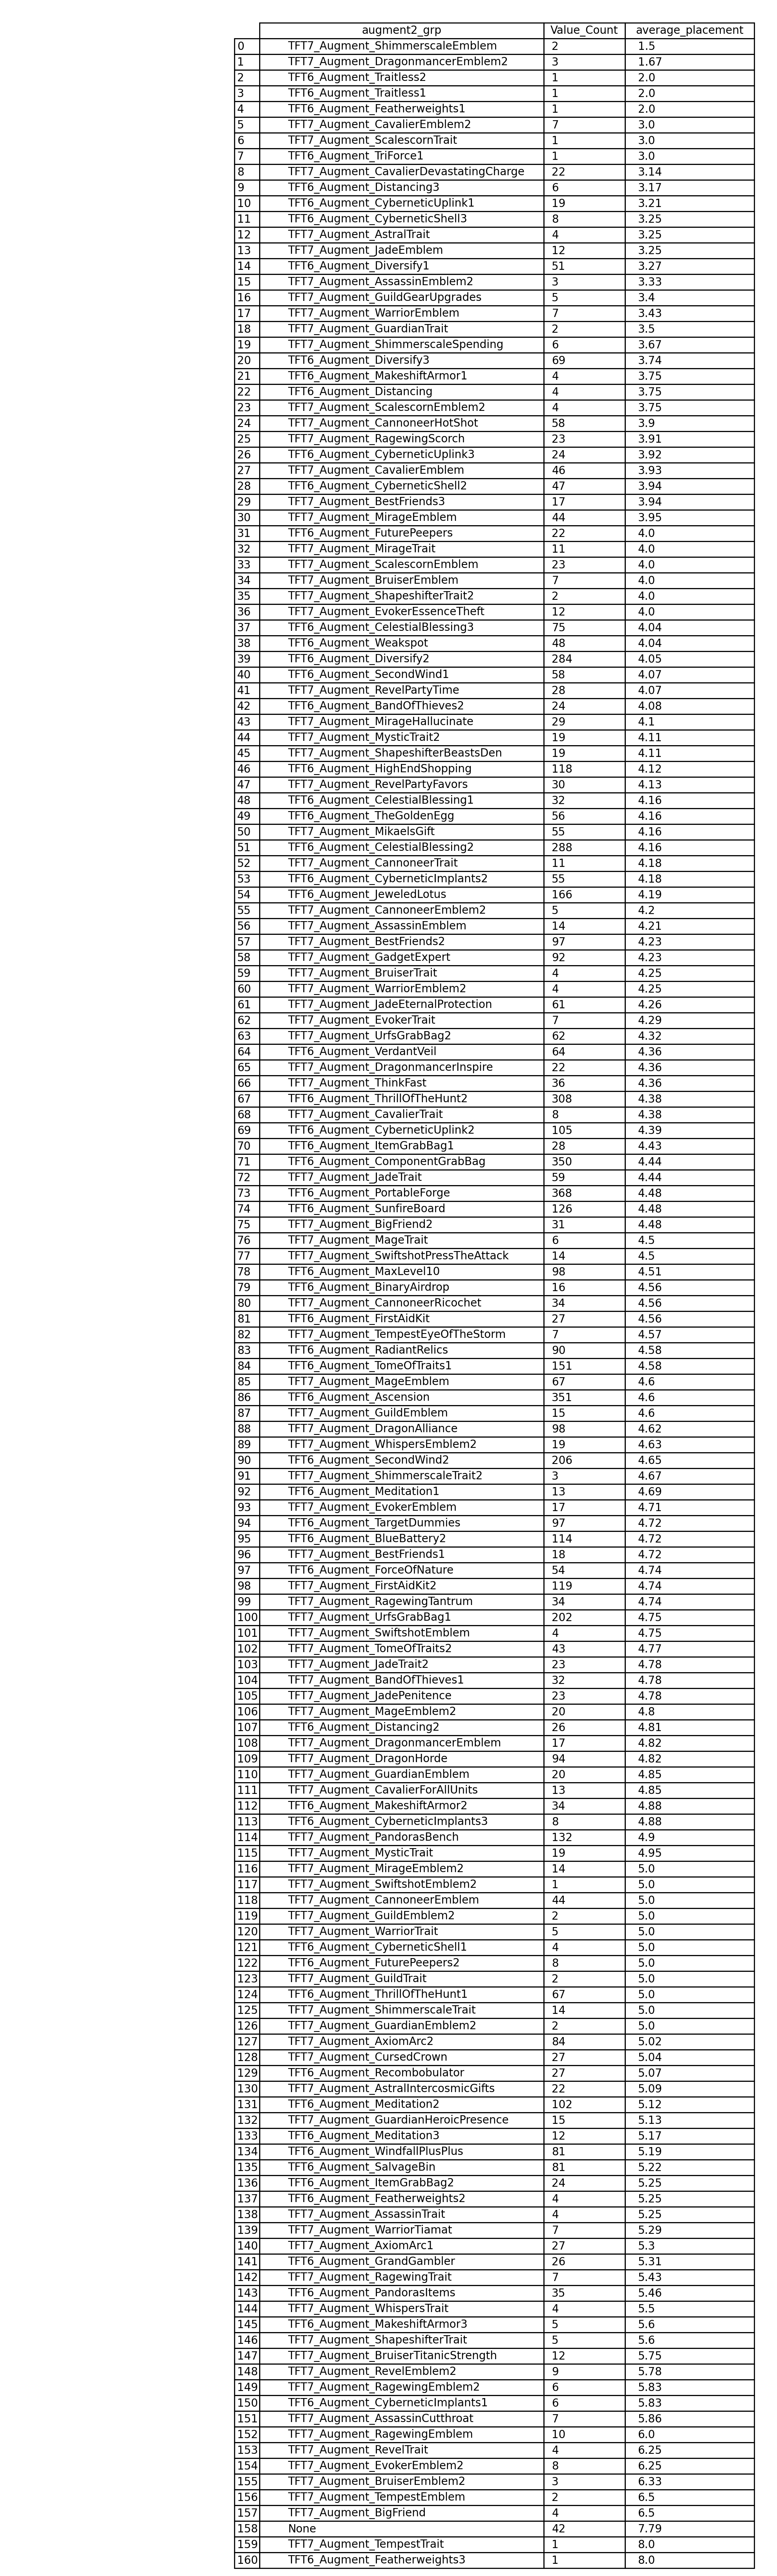 augment2_grp Value_Count average_placement
0 TFT7_Augment_ShimmerscaleEmblem 2 1.5
1 TFT7_Augment_DragonmancerEmblem2 3 1.67
2 TFT6_Augment_Traitless2 1 2.0
3 TFT6_Augment_Traitless1 1 2.0
4 TFT6_Augment_Featherweights1 1 2.0
5 TFT7_Augment_CavalierEmblem2 7 3.0
6 TFT7_Augment_ScalescornTrait 1 3.0
7 TFT6_Augment_TriForce1 1 3.0
8 TFT7_Augment_CavalierDevastatingCharge 22 3.14
9 TFT6_Augment_Distancing3 6 3.17
10 TFT6_Augment_CyberneticUplink1 19 3.21
11 TFT6_Augment_CyberneticShell3 8 3.25
12 TFT7_Augment_AstralTrait 4 3.25
13 TFT7_Augment_JadeEmblem 12 3.25
14 TFT6_Augment_Diversify1 51 3.27
15 TFT7_Augment_AssassinEmblem2 3 3.33
16 TFT7_Augment_GuildGearUpgrades 5 3.4
17 TFT7_Augment_WarriorEmblem 7 3.43
18 TFT7_Augment_GuardianTrait 2 3.5
19 TFT7_Augment_ShimmerscaleSpending 6 3.67
20 TFT6_Augment_Diversify3 69 3.74
21 TFT6_Augment_MakeshiftArmor1 4 3.75
22 TFT6_Augment_Distancing 4 3.75
23 TFT7_Augment_ScalescornEmblem2 4 3.75
24 TFT7_Augment_CannoneerHotShot 58 3.9
25 TFT7_Augment_RagewingScorch 23 3.91
26 TFT6_Augment_CyberneticUplink3 24 3.92
27 TFT7_Augment_CavalierEmblem 46 3.93
28 TFT6_Augment_CyberneticShell2 47 3.94
29 TFT7_Augment_BestFriends3 17 3.94
30 TFT7_Augment_MirageEmblem 44 3.95
31 TFT6_Augment_FuturePeepers 22 4.0
32 TFT7_Augment_MirageTrait 11 4.0
33 TFT7_Augment_ScalescornEmblem 23 4.0
34 TFT7_Augment_BruiserEmblem 7 4.0
35 TFT7_Augment_ShapeshifterTrait2 2 4.0
36 TFT7_Augment_EvokerEssenceTheft 12 4.0
37 TFT6_Augment_CelestialBlessing3 75 4.04
38 TFT6_Augment_Weakspot 48 4.04
39 TFT6_Augment_Diversify2 284 4.05
40 TFT6_Augment_SecondWind1 58 4.07
41 TFT7_Augment_RevelPartyTime 28 4.07
42 TFT6_Augment_BandOfThieves2 24 4.08
43 TFT7_Augment_MirageHallucinate 29 4.1
44 TFT7_Augment_MysticTrait2 19 4.11
45 TFT7_Augment_ShapeshifterBeastsDen 19 4.11
46 TFT6_Augment_HighEndShopping 118 4.12
47 TFT7_Augment_RevelPartyFavors 30 4.13
48 TFT6_Augment_CelestialBlessing1 32 4.16
49 TFT6_Augment_TheGoldenEgg 56 4.16
50 TFT7_Augment_MikaelsGift 55 4.16
51 TFT6_Augment_CelestialBlessing2 288 4.16
52 TFT7_Augment_CannoneerTrait 11 4.18
53 TFT6_Augment_CyberneticImplants2 55 4.18
54 TFT6_Augment_JeweledLotus 166 4.19
55 TFT7_Augment_CannoneerEmblem2 5 4.2
56 TFT7_Augment_AssassinEmblem 14 4.21
57 TFT7_Augment_BestFriends2 97 4.23
58 TFT7_Augment_GadgetExpert 92 4.23
59 TFT7_Augment_BruiserTrait 4 4.25
60 TFT7_Augment_WarriorEmblem2 4 4.25
61 TFT7_Augment_JadeEternalProtection 61 4.26
62 TFT7_Augment_EvokerTrait 7 4.29
63 TFT7_Augment_UrfsGrabBag2 62 4.32
64 TFT6_Augment_VerdantVeil 64 4.36
65 TFT7_Augment_DragonmancerInspire 22 4.36
66 TFT7_Augment_ThinkFast 36 4.36
67 TFT6_Augment_ThrillOfTheHunt2 308 4.38
68 TFT7_Augment_CavalierTrait 8 4.38
69 TFT6_Augment_CyberneticUplink2 105 4.39
70 TFT6_Augment_ItemGrabBag1 28 4.43
71 TFT6_Augment_ComponentGrabBag 350 4.44
72 TFT7_Augment_JadeTrait 59 4.44
73 TFT6_Augment_PortableForge 368 4.48
74 TFT6_Augment_SunfireBoard 126 4.48
75 TFT7_Augment_BigFriend2 31 4.48
76 TFT7_Augment_MageTrait 6 4.5
77 TFT7_Augment_SwiftshotPressTheAttack 14 4.5
78 TFT6_Augment_MaxLevel10 98 4.51
79 TFT6_Augment_BinaryAirdrop 16 4.56
80 TFT7_Augment_CannoneerRicochet 34 4.56
81 TFT6_Augment_FirstAidKit 27 4.56
82 TFT7_Augment_TempestEyeOfTheStorm 7 4.57
83 TFT6_Augment_RadiantRelics 90 4.58
84 TFT6_Augment_TomeOfTraits1 151 4.58
85 TFT7_Augment_MageEmblem 67 4.6
86 TFT6_Augment_Ascension 351 4.6
87 TFT7_Augment_GuildEmblem 15 4.6
88 TFT7_Augment_DragonAlliance 98 4.62
89 TFT7_Augment_WhispersEmblem2 19 4.63
90 TFT6_Augment_SecondWind2 206 4.65
91 TFT7_Augment_ShimmerscaleTrait2 3 4.67
92 TFT6_Augment_Meditation1 13 4.69
93 TFT7_Augment_EvokerEmblem 17 4.71
94 TFT6_Augment_TargetDummies 97 4.72
95 TFT6_Augment_BlueBattery2 114 4.72
96 TFT7_Augment_BestFriends1 18 4.72
97 TFT6_Augment_ForceOfNature 54 4.74
98 TFT7_Augment_FirstAidKit2 119 4.74
99 TFT7_Augment_RagewingTantrum 34 4.74
100 TFT7_Augment_UrfsGrabBag1 202 4.75
101 TFT7_Augment_SwiftshotEmblem 4 4.75
102 TFT7_Augment_TomeOfTraits2 43 4.77
103 TFT7_Augment_JadeTrait2 23 4.78
104 TFT7_Augment_BandOfThieves1 32 4.78
105 TFT7_Augment_JadePenitence 23 4.78
106 TFT7_Augment_MageEmblem2 20 4.8
107 TFT6_Augment_Distancing2 26 4.81
108 TFT7_Augment_DragonmancerEmblem 17 4.82
109 TFT7_Augment_DragonHorde 94 4.82
110 TFT7_Augment_GuardianEmblem 20 4.85
111 TFT7_Augment_CavalierForAllUnits 13 4.85
112 TFT6_Augment_MakeshiftArmor2 34 4.88
113 TFT6_Augment_CyberneticImplants3 8 4.88
114 TFT7_Augment_PandorasBench 132 4.9
115 TFT7_Augment_MysticTrait 19 4.95
116 TFT7_Augment_MirageEmblem2 14 5.0
117 TFT7_Augment_SwiftshotEmblem2 1 5.0
118 TFT7_Augment_CannoneerEmblem 44 5.0
119 TFT7_Augment_GuildEmblem2 2 5.0
120 TFT7_Augment_WarriorTrait 5 5.0
121 TFT6_Augment_CyberneticShell1 4 5.0
122 TFT6_Augment_FuturePeepers2 8 5.0
123 TFT7_Augment_GuildTrait 2 5.0
124 TFT6_Augment_ThrillOfTheHunt1 67 5.0
125 TFT7_Augment_ShimmerscaleTrait 14 5.0
126 TFT7_Augment_GuardianEmblem2 2 5.0
127 TFT7_Augment_AxiomArc2 84 5.02
128 TFT7_Augment_CursedCrown 27 5.04
129 TFT6_Augment_Recombobulator 27 5.07
130 TFT7_Augment_AstralIntercosmicGifts 22 5.09
131 TFT6_Augment_Meditation2 102 5.12
132 TFT7_Augment_GuardianHeroicPresence 15 5.13
133 TFT6_Augment_Meditation3 12 5.17
134 TFT6_Augment_WindfallPlusPlus 81 5.19
135 TFT6_Augment_SalvageBin 81 5.22
136 TFT6_Augment_ItemGrabBag2 24 5.25
137 TFT6_Augment_Featherweights2 4 5.25
138 TFT7_Augment_AssassinTrait 4 5.25
139 TFT7_Augment_WarriorTiamat 7 5.29
140 TFT7_Augment_AxiomArc1 27 5.3
141 TFT6_Augment_GrandGambler 26 5.31
142 TFT7_Augment_RagewingTrait 7 5.43
143 TFT6_Augment_PandorasItems 35 5.46
144 TFT7_Augment_WhispersTrait 4 5.5
145 TFT6_Augment_MakeshiftArmor3 5 5.6
146 TFT7_Augment_ShapeshifterTrait 5 5.6
147 TFT7_Augment_BruiserTitanicStrength 12 5.75
148 TFT7_Augment_RevelEmblem2 9 5.78
149 TFT7_Augment_RagewingEmblem2 6 5.83
150 TFT6_Augment_CyberneticImplants1 6 5.83
151 TFT7_Augment_AssassinCutthroat 7 5.86
152 TFT7_Augment_RagewingEmblem 10 6.0
153 TFT7_Augment_RevelTrait 4 6.25
154 TFT7_Augment_EvokerEmblem2 8 6.25
155 TFT7_Augment_BruiserEmblem2 3 6.33
156 TFT7_Augment_TempestEmblem 2 6.5
157 TFT7_Augment_BigFriend 4 6.5
158 None 42 7.79
159 TFT7_Augment_TempestTrait 1 8.0
160 TFT6_Augment_Featherweights3 1 8.0